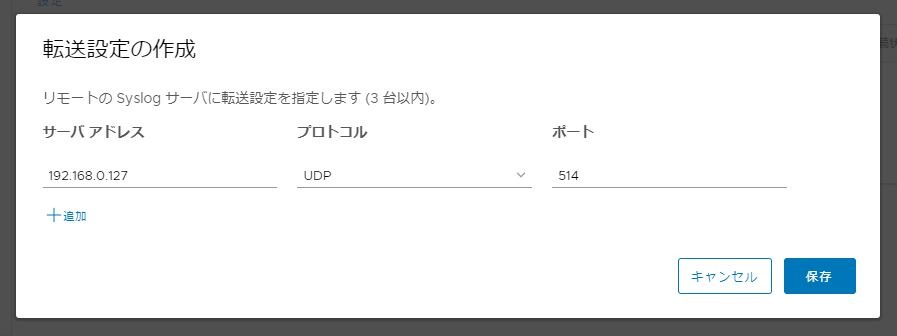 設定
転送設定の作成
リモートの Syslog サーバに転送設定を指定します (3 台以内)。
サーバ アドレス プロトコル ポート
192.168.0.127 UDP 514
追加
キャンセル 保存